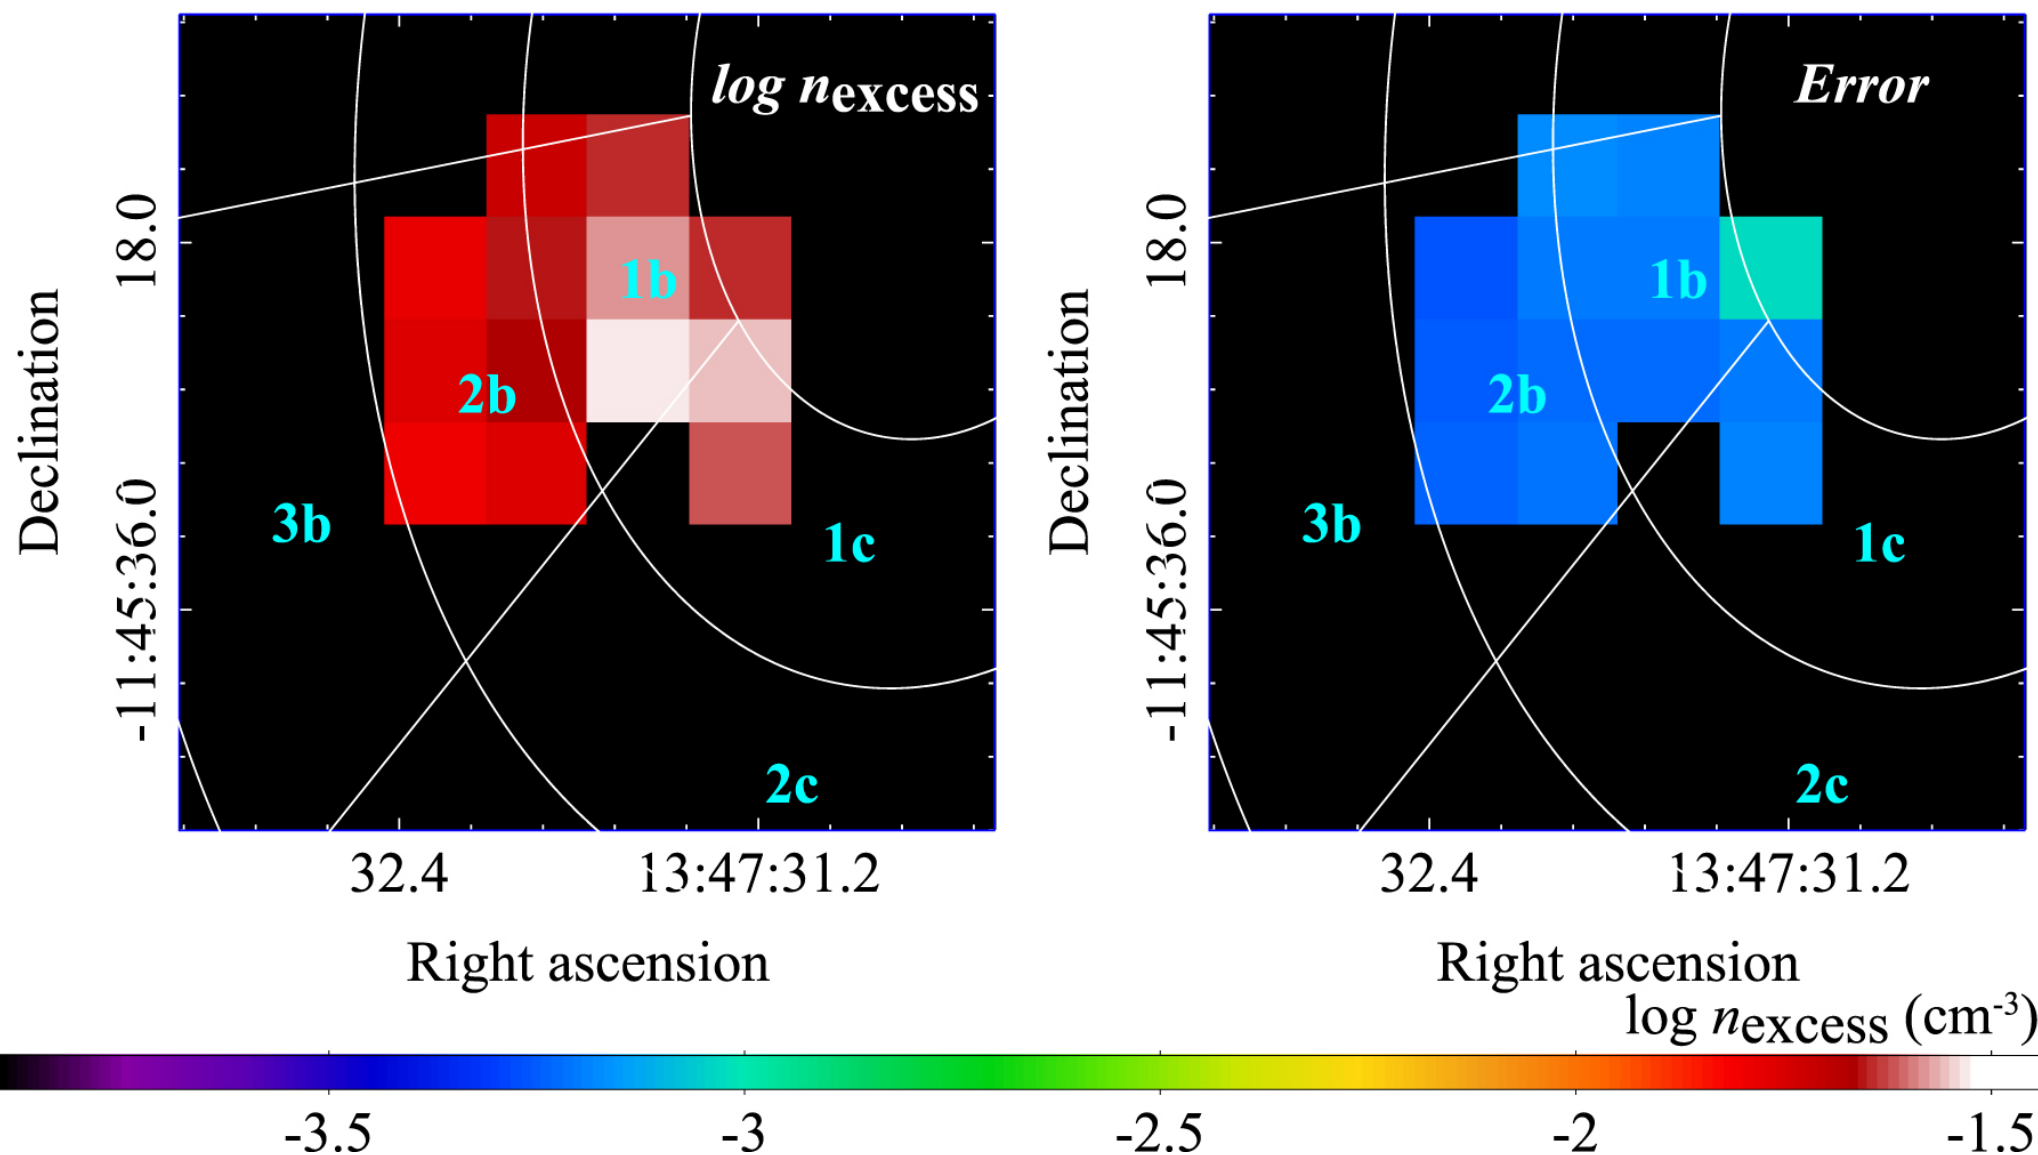 log nexcess
Error
Declination
18.0
-11:45:36.0
1b
2b
3b
1c
2c
32.4
13:47:31.2
Right ascension
Declination
18.0
-11:45:36.0
1b
2b
3b
1c
2c
32.4
13:47:31.2
Right ascension
log nexcess (cm-3)
-3.5
-3
-2.5
-2
-1.5